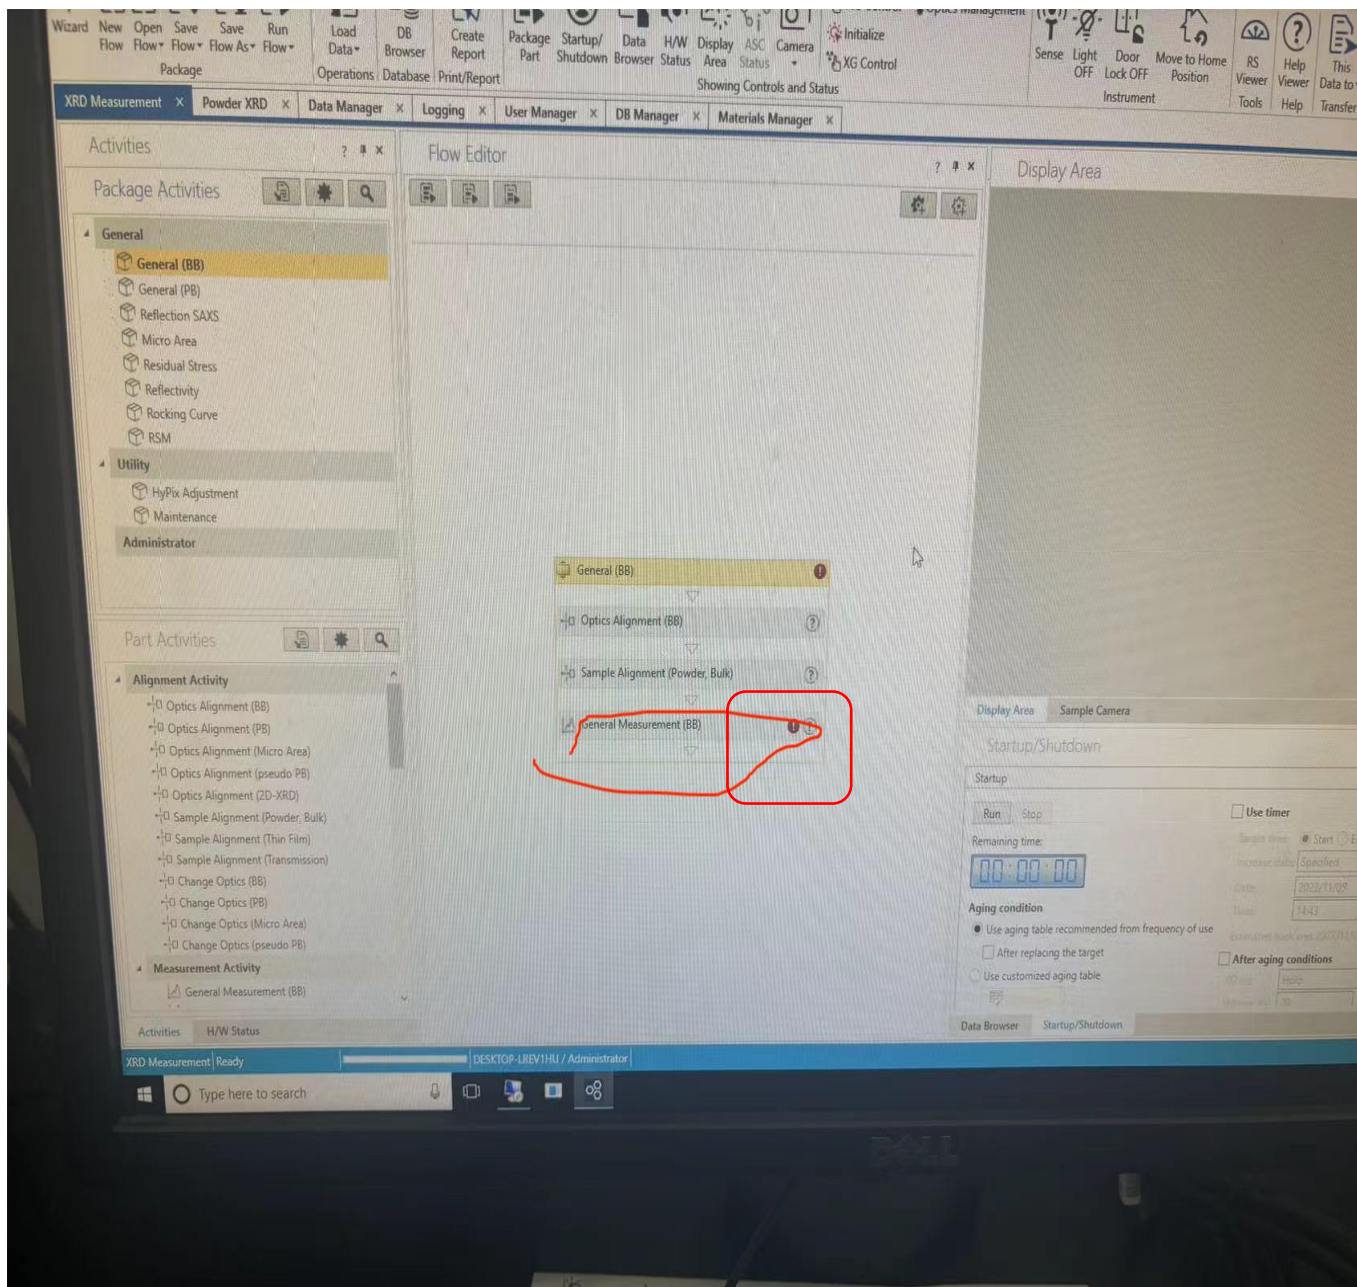 Wizard New Flow Open Flow Save Flow Save Flow As Run Flow Load Data DB Browser Create Report Package Part Startup/ Shutdown Data Browser H/W Status Display Area ASC Status Camera Initialize
XG Control
Sense Light OFF Door Lock OFF Move to Home Position RS Viewer Help Viewer This Data to
Package Operations Database Print/Report Showing Controls and Status Instrument Tools Help Transfer
XRD Measurement Powder XRD Data Manager Logging User Manager DB Manager Materials Manager
Activities
Package Activities
General
General (BB)
General (PB)
Reflection SAXS
Micro Area
Residual Stress
Reflectivity
Rocking Curve
RSM
Utility
HyPix Adjustment
Maintenance
Administrator
Part Activities
Alignment Activity
Optics Alignment (BB)
Optics Alignment (PB)
Optics Alignment (Micro Area)
Optics Alignment (pseudo PB)
Optics Alignment (2D-XRD)
Sample Alignment (Powder, Bulk)
Sample Alignment (Thin Film)
Sample Alignment (Transmission)
Change Optics (BB)
Change Optics (PB)
Change Optics (Micro Area)
Change Optics (pseudo PB)
Measurement Activity
General Measurement (BB)
Activities H/W Status
Flow Editor
General (BB)
Optics Alignment (BB)
Sample Alignment (Powder, Bulk)
General Measurement (BB)
Display Area
Display Area Sample Camera
Startup/Shutdown
Startup
Run Stop
Use timer
Remaining time:
00:00:00
Start
Specified
Date: 2022/11/09
14:43
Aging condition
Use aging table recommended from frequency of use
After replacing the target
Use customized aging table
After aging conditions
Hold
20
Data Browser Startup/Shutdown
XRD Measurement Ready DESKTOP-LREV1HU / Administrator
Type here to search
DELL